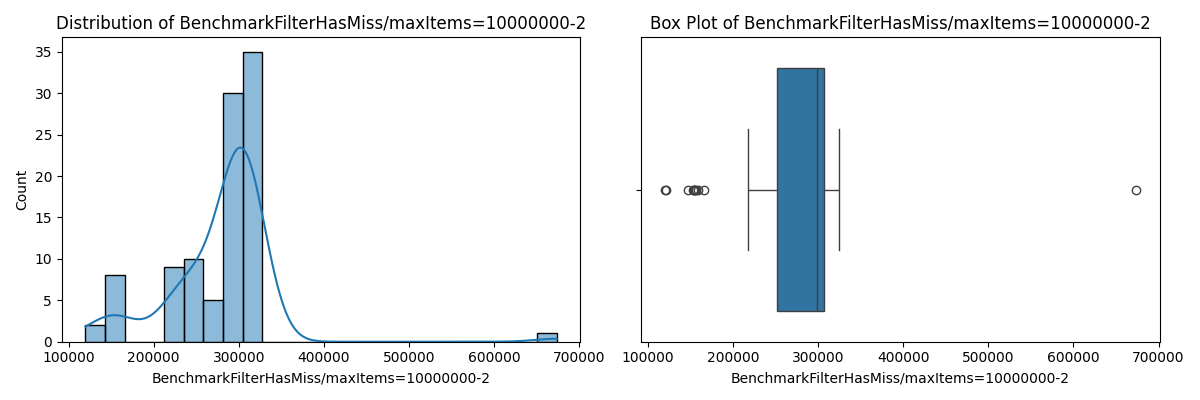 Distribution of BenchmarkFilterHasMiss/maxItems=10000000-2
35
30
25
20
15
10
5
0
Count
100000 200000 300000 400000 500000 600000 700000
BenchmarkFilterHasMiss/maxItems=10000000-2
Box Plot of BenchmarkFilterHasMiss/maxItems=10000000-2
100000 200000 300000 400000 500000 600000 700000
BenchmarkFilterHasMiss/maxItems=10000000-2